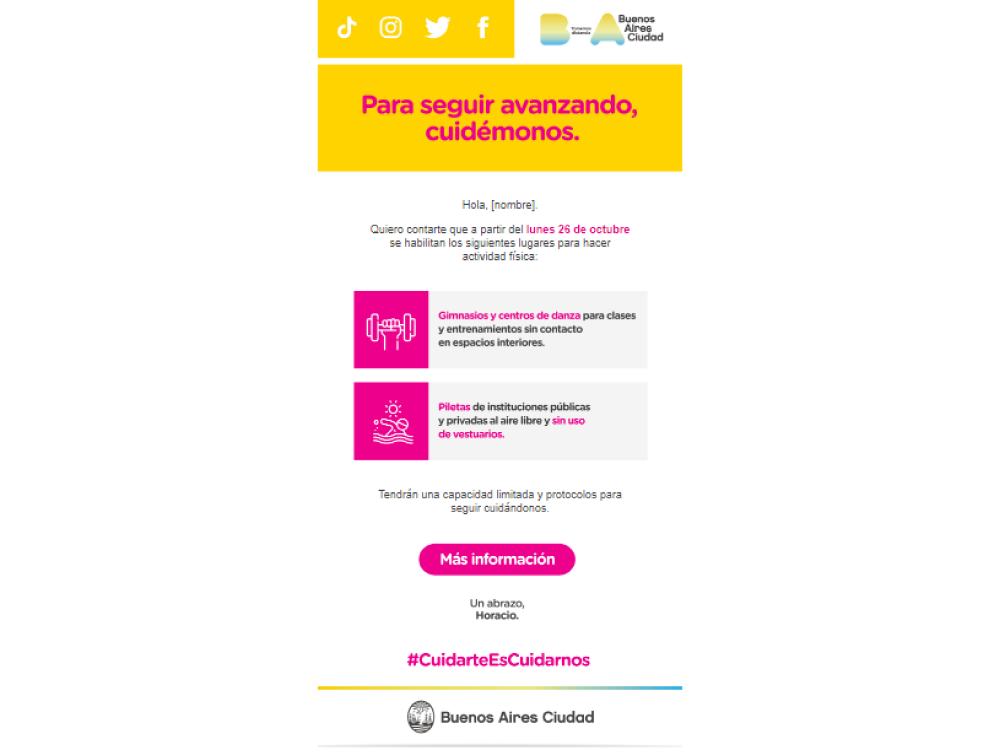 Tomemos
distancia
Buenos
Aires
Ciudad
Para seguir avanzando,
cuidémonos.
Hola, [nombre].
Quiero contarte que a partir del lunes 26 de octubre
se habilitan los siguientes lugares para hacer
actividad física:
Gimnasios y centros de danza para clases
y entrenamientos sin contacto
en espacios interiores.
Piletas de instituciones públicas
y privadas al aire libre y sin uso
de vestuarios.
Tendrán una capacidad limitada y protocolos para
seguir cuidándonos.
Más información
Un abrazo,
Horacio.
#CuidarteEsCuidarnos
Buenos Aires Ciudad